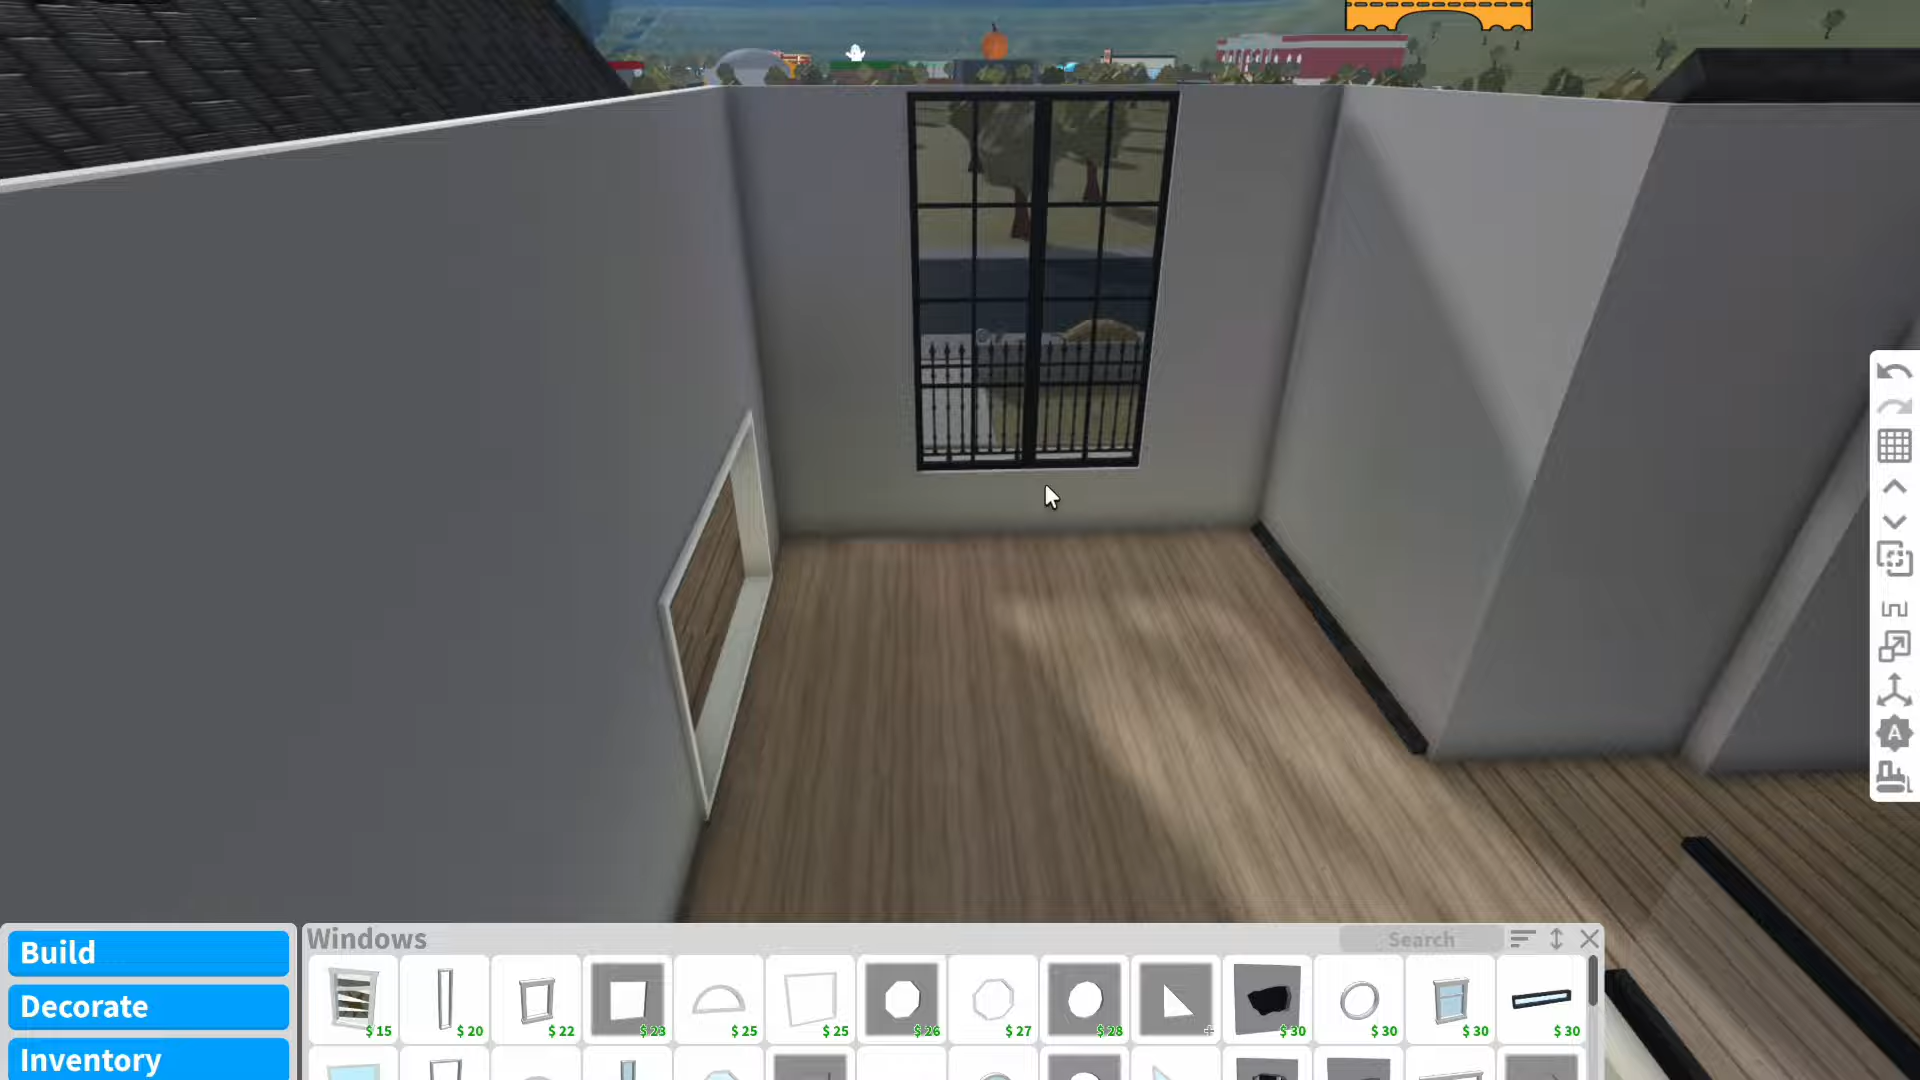 A
Build
Decorate
Inventory
Windows
Search
$ 15
$ 20
$ 22
$ 23
$ 25
$ 25
$ 26
$ 27
$ 28
$ 30
$ 30
$ 30
$ 30